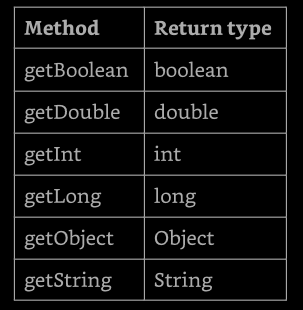 Method Return type
getBoolean boolean
getDouble double
getInt int
getLong long
getObject Object
getString String